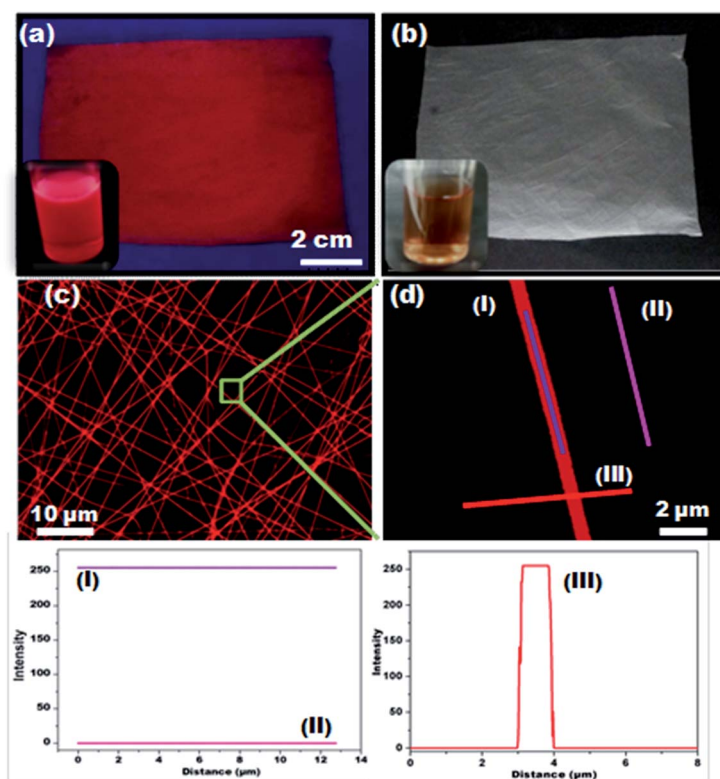 (a)
(b)
2 cm
(c)
(d)
(I)
(II)
(III)
10 µm
2 µm
250
200
150
100
50
0
Intensity
(I)
(II)
0 2 4 6 8 10 12 14
Distance (µm)
250
200
150
100
50
0
Intensity
(III)
0 2 4 6 8
Distance (µm)